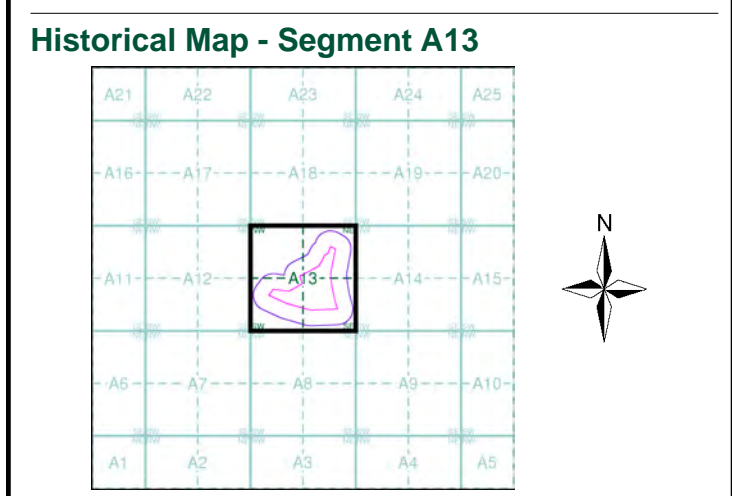 Historical Map - Segment A13
A21 A22 A23 A24 A25
A16 A17 A18 A19 A20
N
A11 A12 A13 A14 A15
A6 A7 A8 A9 A10
A1 A2 A3 A4 A5